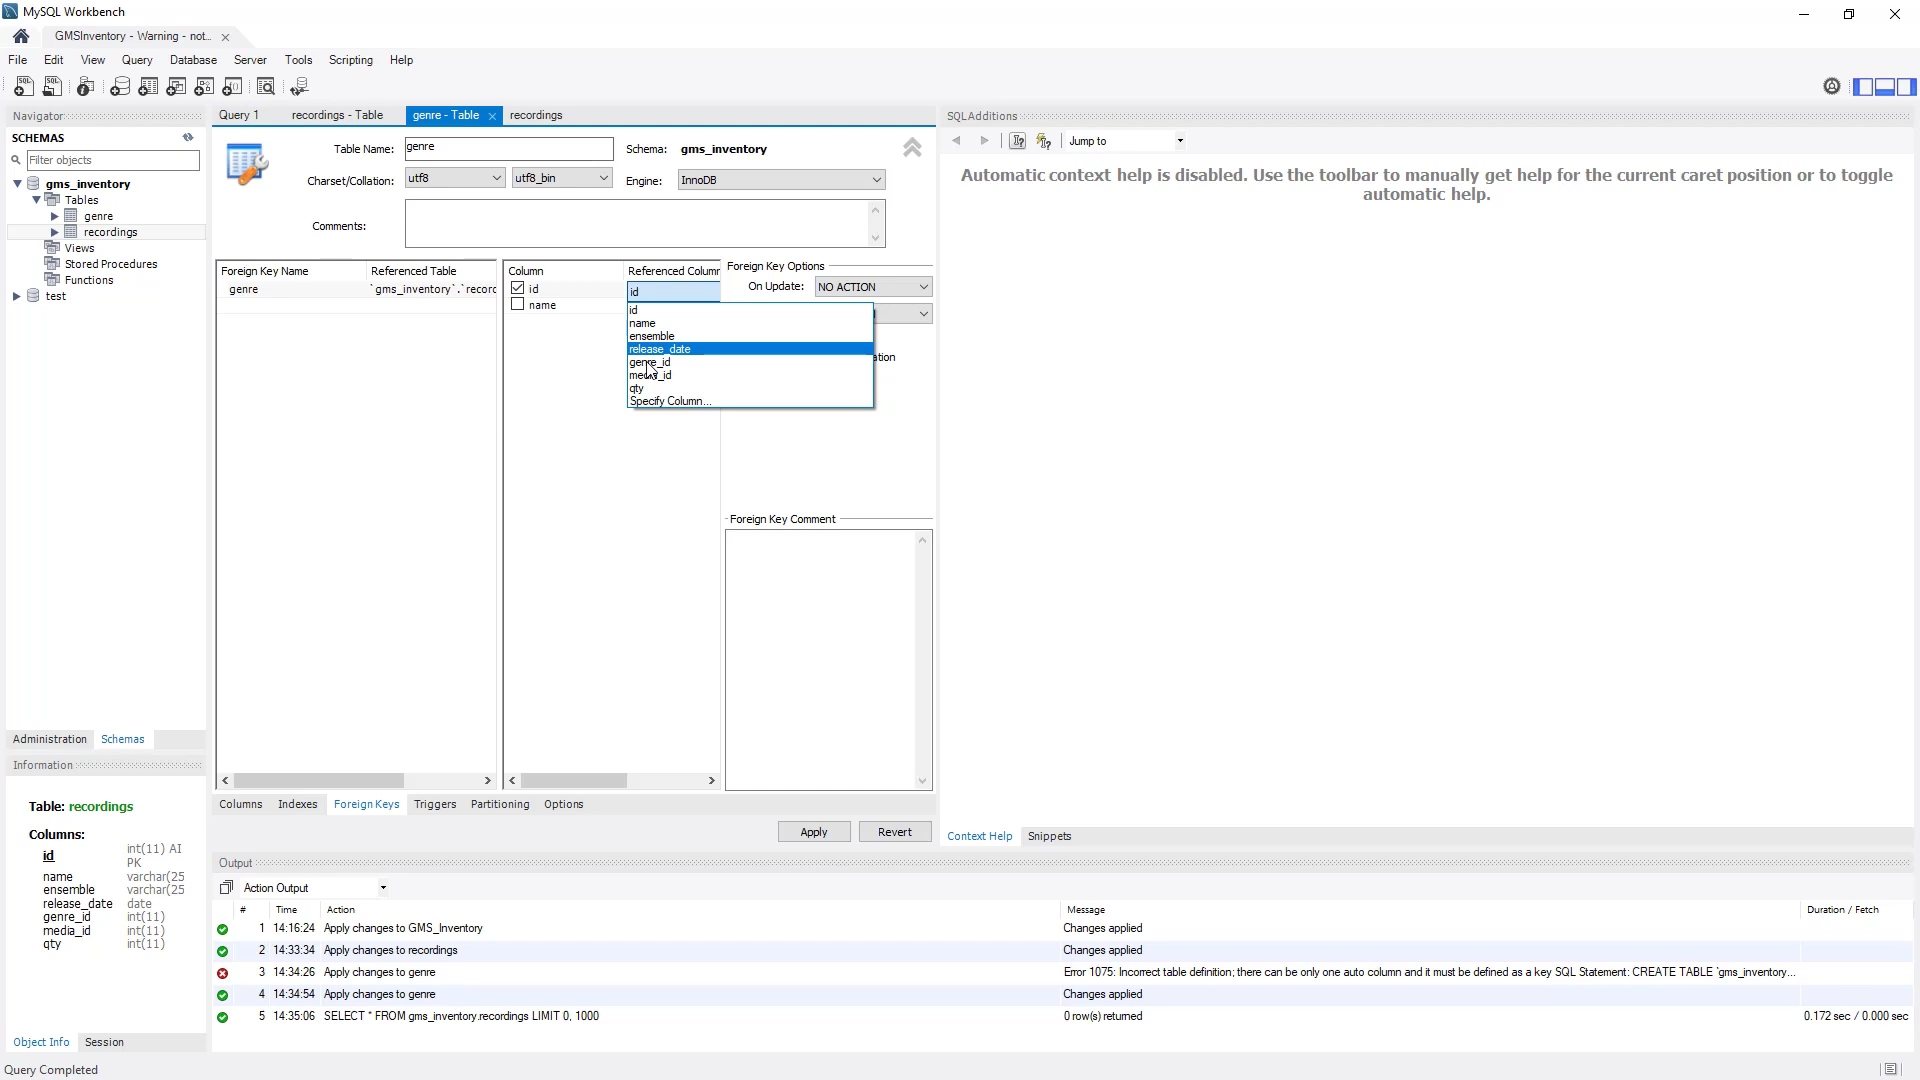 MySQL Workbench
GMSInventory - Warning - not...
File Edit View Query Database Server Tools Scripting Help
Navigator
SCHEMAS
Filter objects
gms_inventory
Tables
genre
recordings
Views
Stored Procedures
Functions
test
Administration Schemas
Information
Table: recordings
Columns:
id int(11) AI
PK
name varchar(25
ensemble varchar(25
release_date date
genre_id int(11)
media_id int(11)
qty int(11)
Object Info Session
Query 1 recordings - Table genre - Table recordings
Table Name: genre Schema: gms_inventory
Charset/Collation: utf8 utf8_bin Engine: InnoDB
Comments:
Foreign Key Name Referenced Table
genre `gms_inventory`.`record
Column Referenced Column
id id
name
id
name
ensemble
release_date
genre_id
media_id
qty
Specify Column...
Foreign Key Options
On Update: NO ACTION
ation
Foreign Key Comment
Columns Indexes Foreign Keys Triggers Partitioning Options
Apply Revert
SQLAdditions
Jump to
Automatic context help is disabled. Use the toolbar to manually get help for the current caret position or to toggle
automatic help.
Context Help Snippets
Output
Action Output
# Time Action Message Duration / Fetch
1 14:16:24 Apply changes to GMS_Inventory Changes applied
2 14:33:34 Apply changes to recordings Changes applied
3 14:34:26 Apply changes to genre Error 1075: Incorrect table definition; there can be only one auto column and it must be defined as a key SQL Statement: CREATE TABLE `gms_inventory...
4 14:34:54 Apply changes to genre Changes applied
5 14:35:06 SELECT * FROM gms_inventory.recordings LIMIT 0, 1000 0 row(s) returned 0.172 sec / 0.000 sec
Query Completed